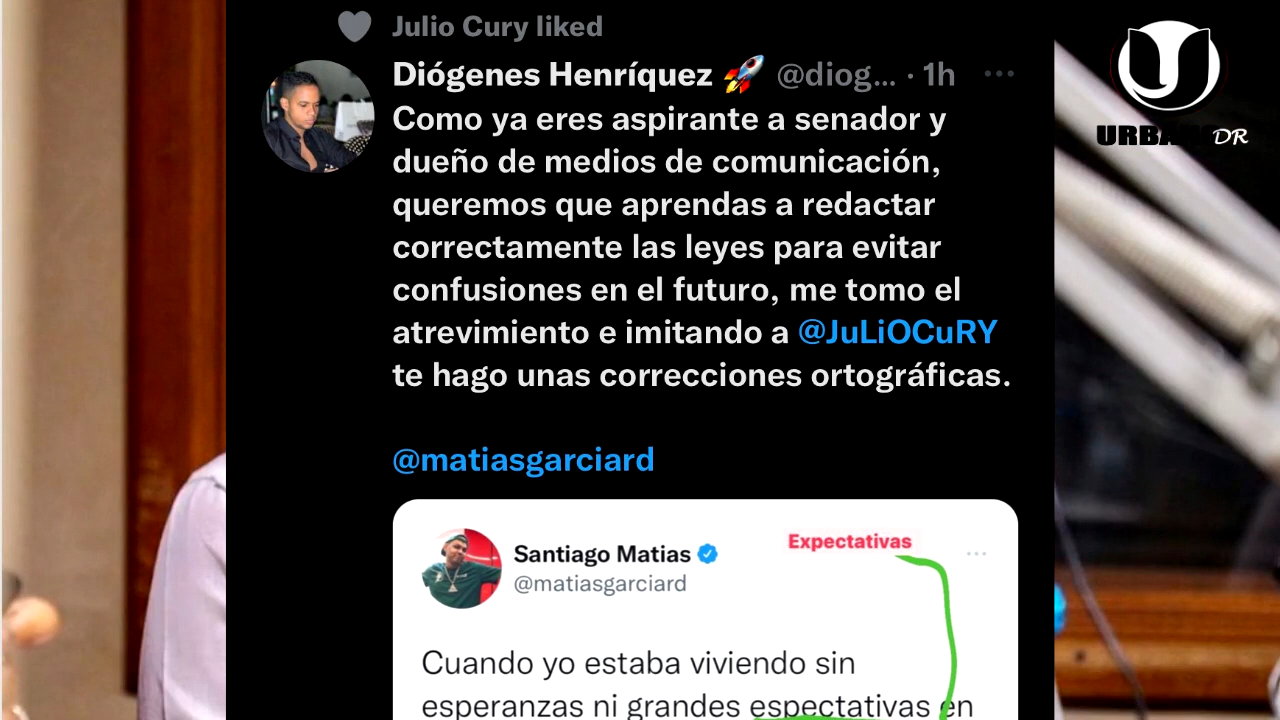 Julio Cury liked
Diógenes Henríquez 🚀 @diog... · 1h
Como ya eres aspirante a senador y
dueño de medios de comunicación,
queremos que aprendas a redactar
correctamente las leyes para evitar
confusiones en el futuro, me tomo el
atrevimiento e imitando a @JuLiOCuRY
te hago unas correcciones ortográficas.
@matiasgarciard
Expectativas
Santiago Matias
@matiasgarciard
Cuando yo estaba viviendo sin
esperanzas ni grandes espectativas en
DR